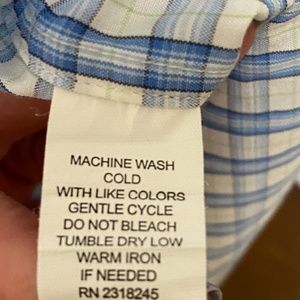 MACHINE WASH
COLD
WITH LIKE COLORS
GENTLE CYCLE
DO NOT BLEACH
TUMBLE DRY LOW
WARM IRON
IF NEEDED
RN 2318245